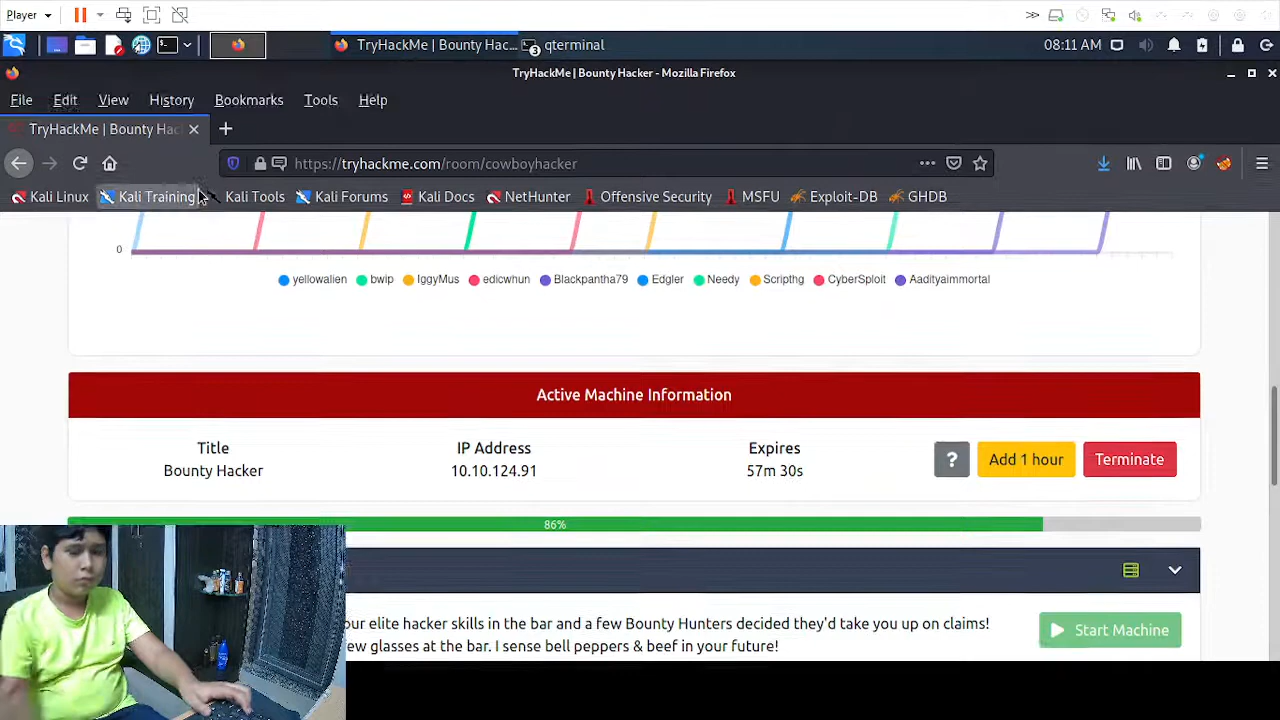 Player
TryHackMe | Bounty Hac...
3
qterminal
08:11 AM
TryHackMe | Bounty Hacker - Mozilla Firefox
File Edit View History Bookmarks Tools Help
TryHackMe | Bounty Hac
https://tryhackme.com/room/cowboyhacker
Kali Linux Kali Training Kali Tools Kali Forums Kali Docs NetHunter Offensive Security MSFU Exploit-DB GHDB
0
yellowalien bwip IggyMus edicwhun Blackpantha79 Edgler Needy Scripthg CyberSploit Aadityaimmortal
Active Machine Information
Title IP Address Expires
Bounty Hacker 10.10.124.91 57m 30s
? Add 1 hour Terminate
86%
our elite hacker skills in the bar and a few Bounty Hunters decided they'd take you up on claims!
ew glasses at the bar. I sense bell peppers & beef in your future!
Start Machine